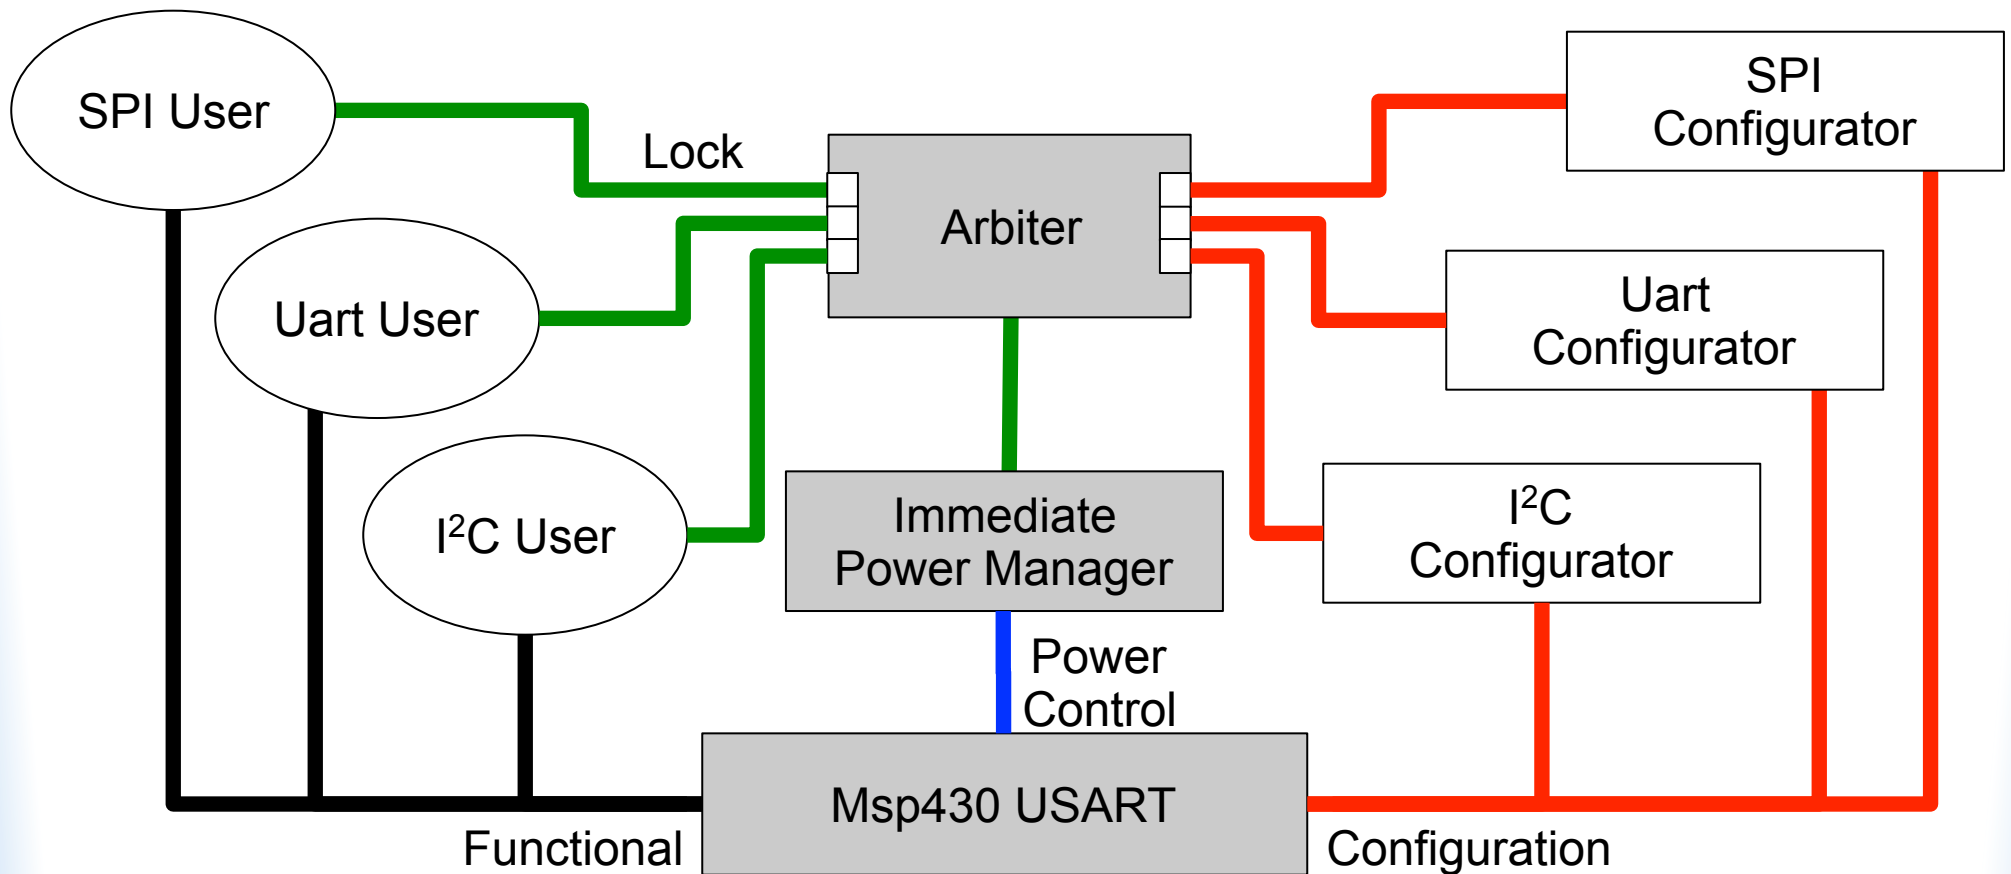 SPI User
Lock
Arbiter
SPI
Configurator
Uart User
Uart
Configurator
I²C User
Immediate
Power Manager
I²C
Configurator
Power
Control
Msp430 USART
Functional
Configuration